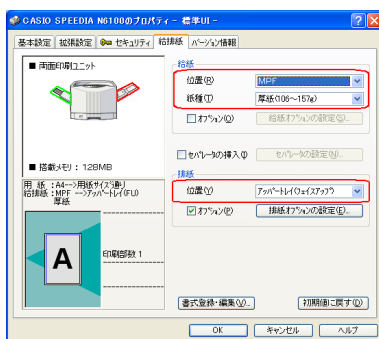 CASIO SPEEDIA N6100のプロパティ - 標準UI -
基本設定 拡張設定 セキュリティ 給排紙 バージョン情報
■ 両面印刷ユニット
■ 搭載メモリ : 128MB
用 紙 :A4-->用紙サイズ通り
給排紙:MPF -->アッパートレイ(FU)
厚紙
A
印刷部数 1
給紙
位置(R) MPF
紙種(T) 厚紙(106~157g)
オプション(O) 給紙オプションの設定(S)...
セパレータの挿入(I) セパレータの設定(N)...
排紙
位置(Y) アッパートレイ(フェイスアップ)
オプション(P) 排紙オプションの設定(E)...
書式登録・編集(V)... 初期値に戻す(D)
OK キャンセル ヘルプ